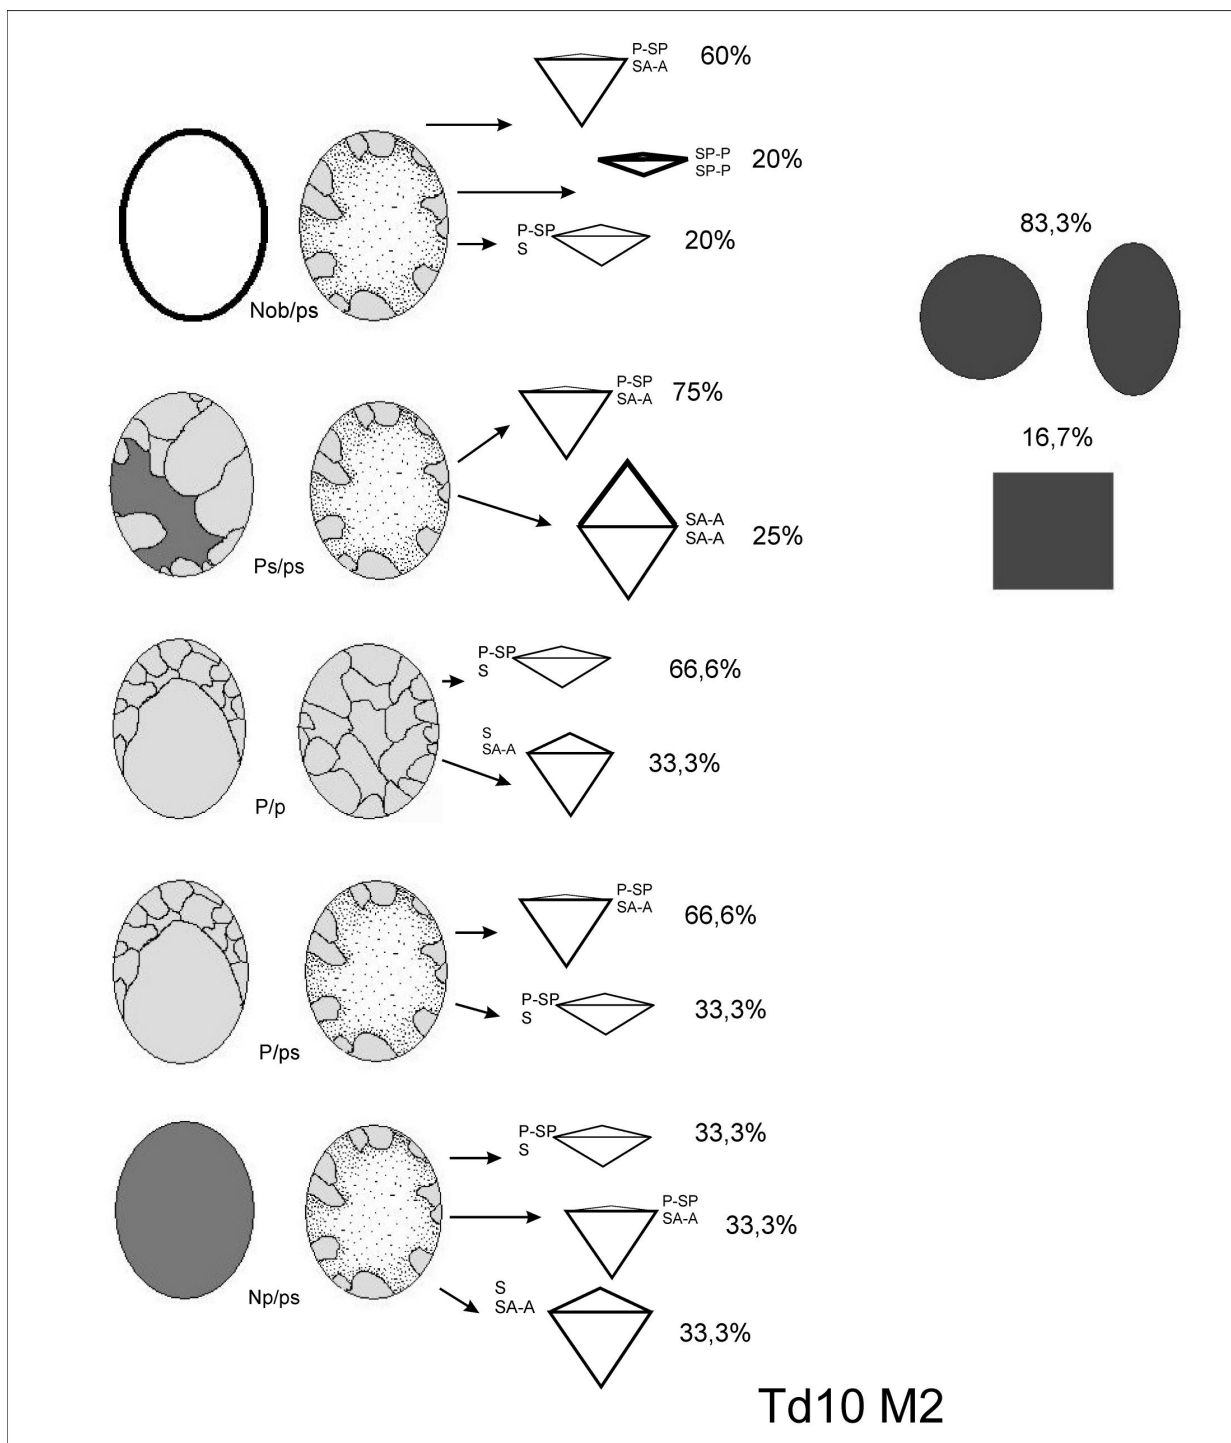 P-SP
SA-A
60%
SP-P
SP-P
20%
P-SP
S
20%
Nob/ps
83,3%
P-SP
SA-A
75%
16,7%
SA-A
SA-A
25%
Ps/ps
P-SP
S
66,6%
S
SA-A
33,3%
P/p
P-SP
SA-A
66,6%
P-SP
S
33,3%
P/ps
P-SP
S
33,3%
P-SP
SA-A
33,3%
S
SA-A
33,3%
Np/ps
Td10 M2